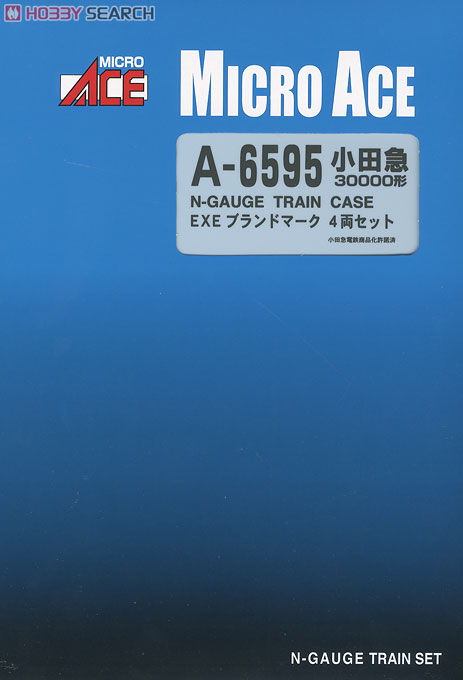 HOBBY SEARCH
MICRO
ACE
MICRO ACE
A-6595 小田急
30000形
N-GAUGE TRAIN CASE
EXE ブランドマーク 4両セット
小田急電鉄商品化許諾済
N-GAUGE TRAIN SET